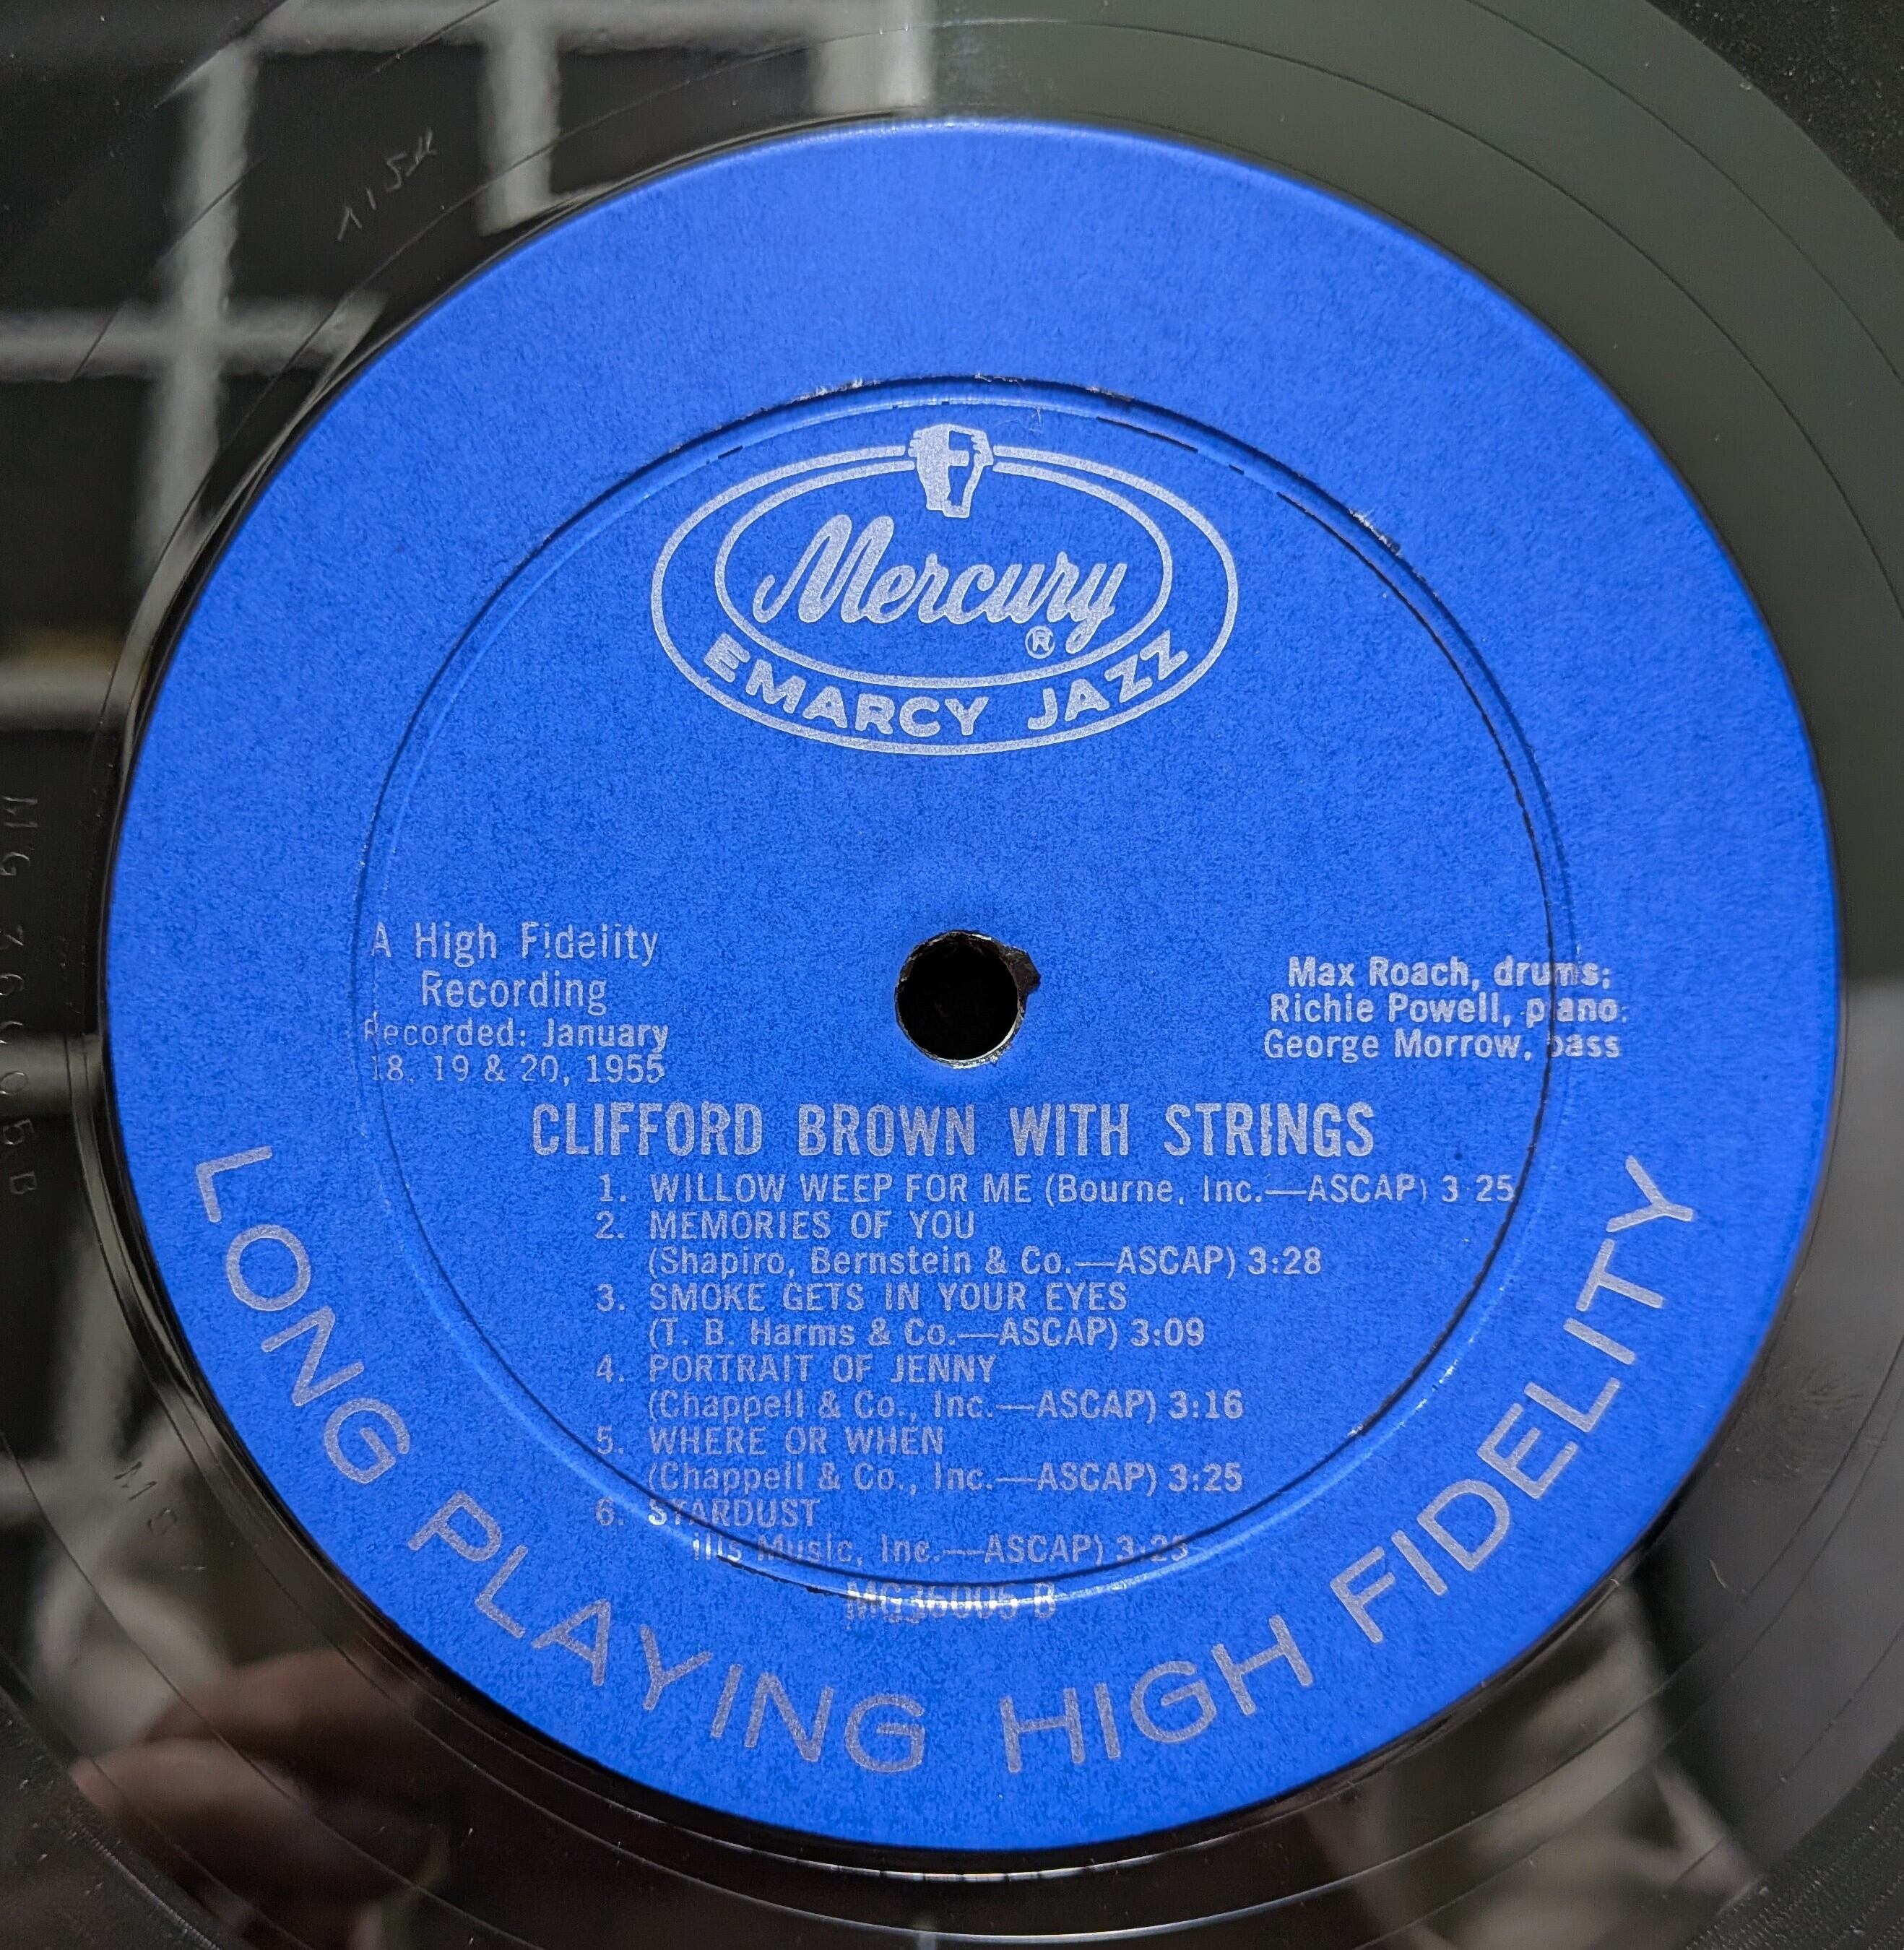 Mercury
®
EMARCY JAZZ
A High Fidelity
Recording
Recorded: January
18, 19 & 20, 1955
Max Roach, drums;
Richie Powell, piano;
George Morrow, bass
CLIFFORD BROWN WITH STRINGS
1. WILLOW WEEP FOR ME (Bourne, Inc.—ASCAP) 3:25
2. MEMORIES OF YOU
(Shapiro, Bernstein & Co.—ASCAP) 3:28
3. SMOKE GETS IN YOUR EYES
(T. B. Harms & Co.—ASCAP) 3:09
4. PORTRAIT OF JENNY
(Chappell & Co., Inc.—ASCAP) 3:16
5. WHERE OR WHEN
(Chappell & Co., Inc.—ASCAP) 3:25
6. STARDUST
Music, Inc.—ASCAP)
MG36005 B
LONG PLAYING HIGH FIDELITY